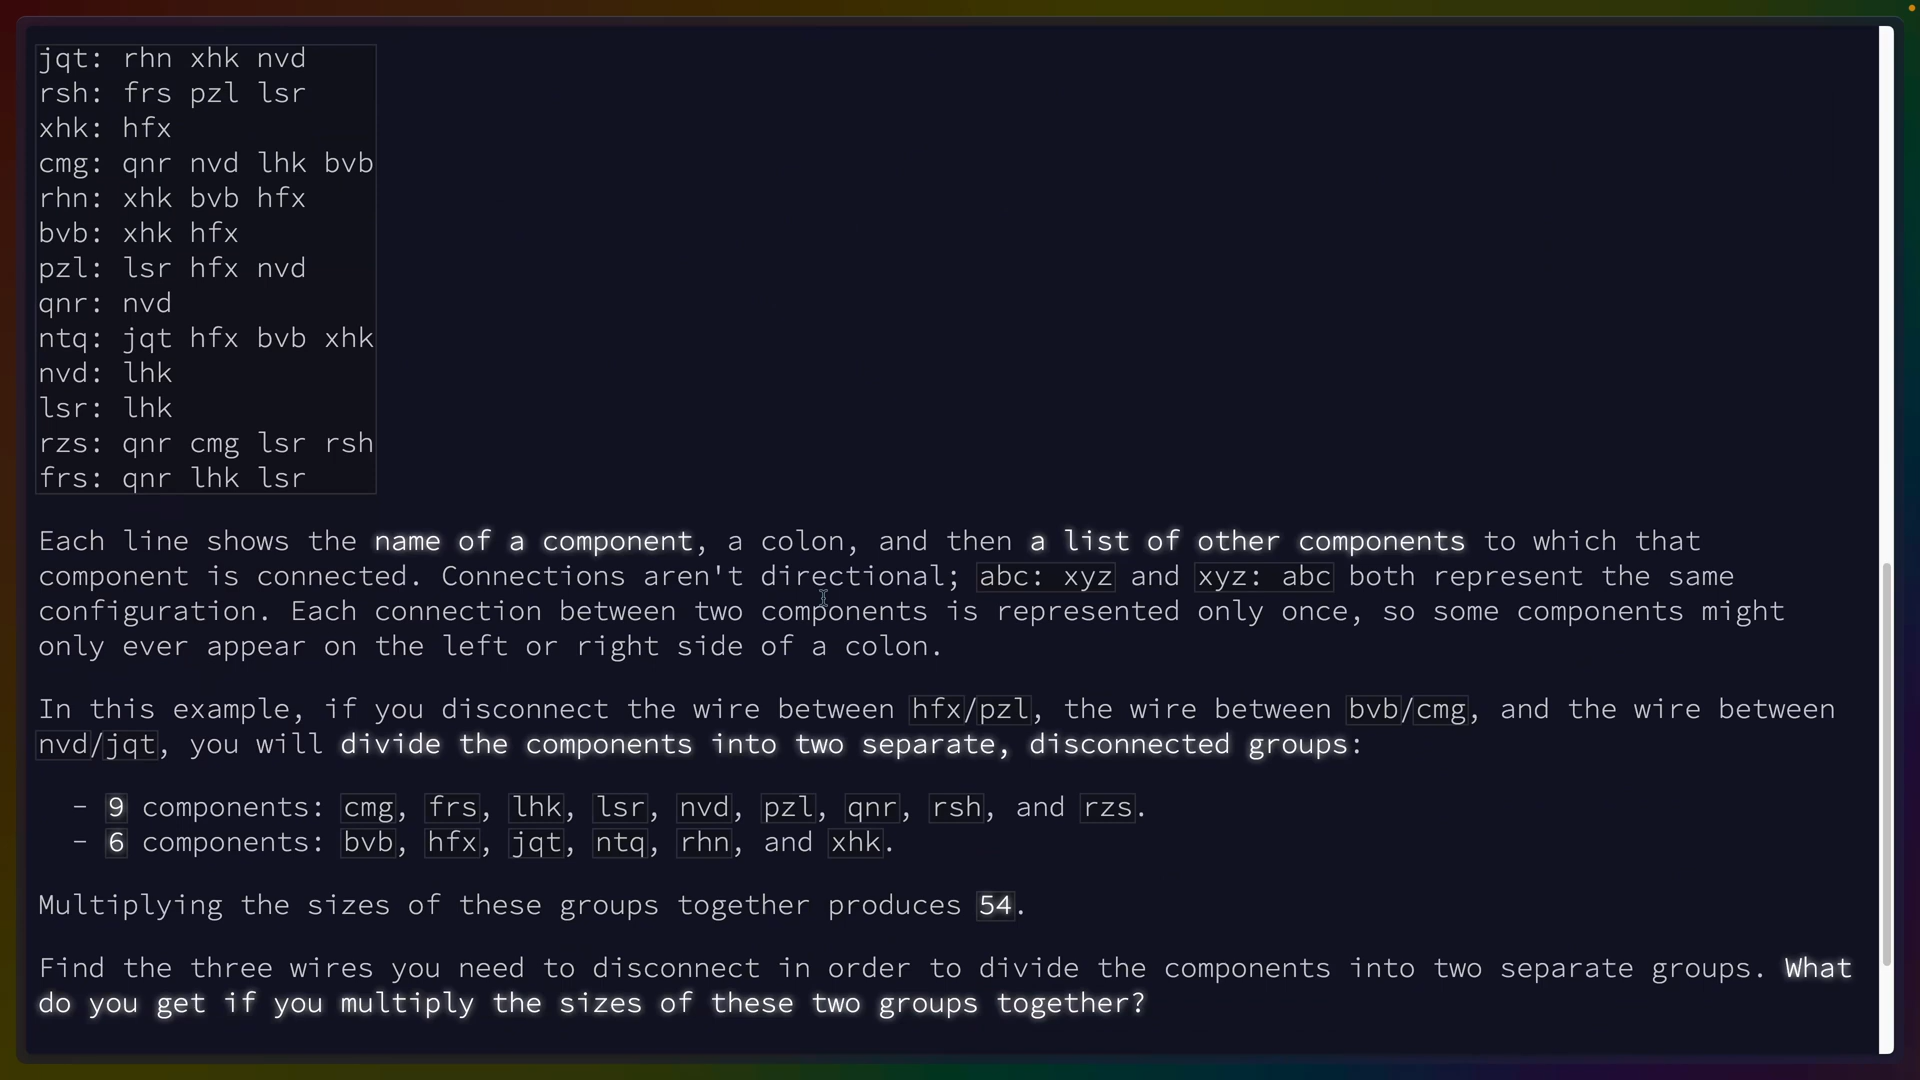 jqt: rhn xhk nvd
rsh: frs pzl lsr
xhk: hfx
cmg: qnr nvd lhk bvb
rhn: xhk bvb hfx
bvb: xhk hfx
pzl: lsr hfx nvd
qnr: nvd
ntq: jqt hfx bvb xhk
nvd: lhk
lsr: lhk
rzs: qnr cmg lsr rsh
frs: qnr lhk lsr
Each line shows the name of a component, a colon, and then a list of other components to which that
component is connected. Connections aren't directional; abc: xyz and xyz: abc both represent the same
configuration. Each connection between two components is represented only once, so some components might
only ever appear on the left or right side of a colon.
In this example, if you disconnect the wire between hfx/pzl, the wire between bvb/cmg, and the wire between
nvd/jqt, you will divide the components into two separate, disconnected groups:
- 9 components: cmg, frs, lhk, lsr, nvd, pzl, qnr, rsh, and rzs.
- 6 components: bvb, hfx, jqt, ntq, rhn, and xhk.
Multiplying the sizes of these groups together produces 54.
Find the three wires you need to disconnect in order to divide the components into two separate groups. What
do you get if you multiply the sizes of these two groups together?